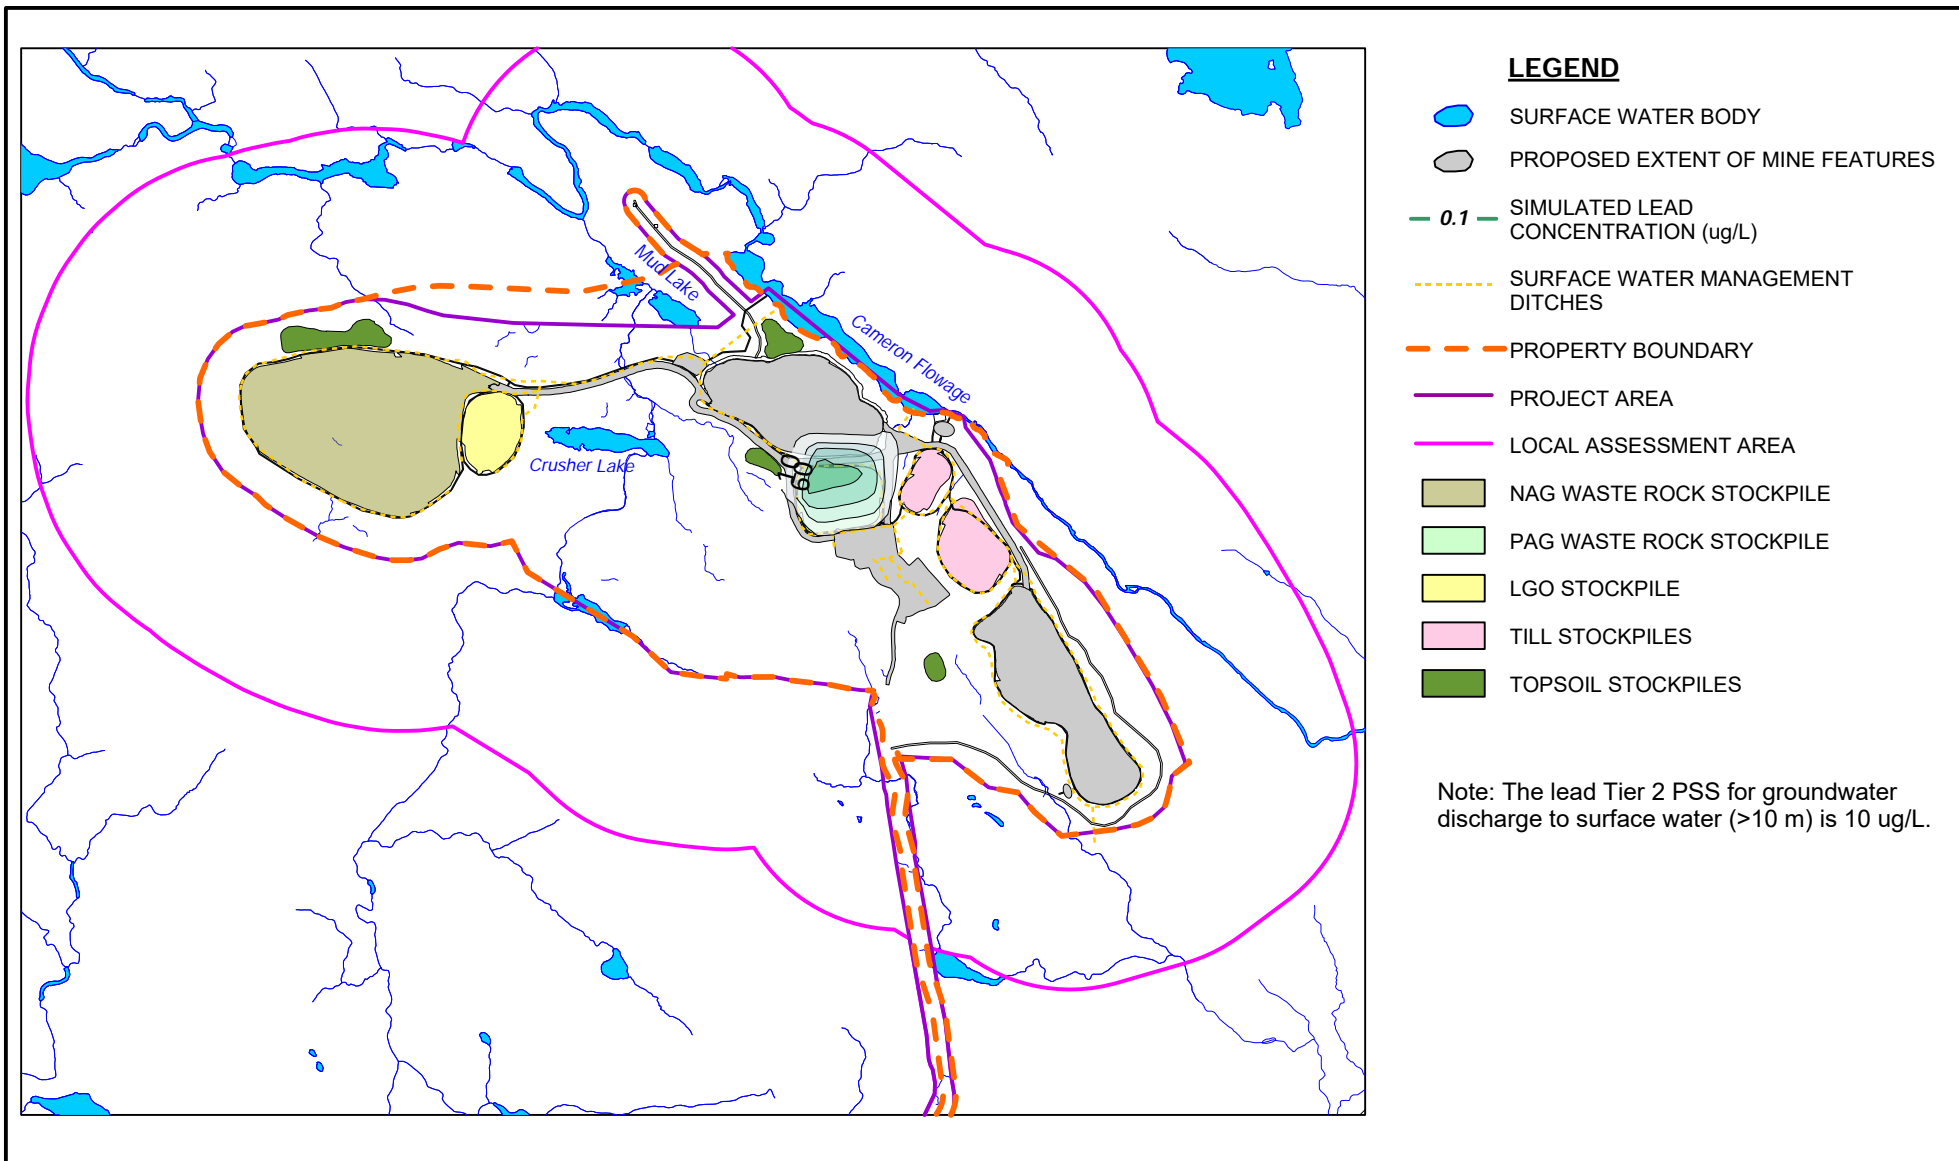 LEGEND
SURFACE WATER BODY
PROPOSED EXTENT OF MINE FEATURES
0.1
SIMULATED LEAD
CONCENTRATION (ug/L)
SURFACE WATER MANAGEMENT
DITCHES
PROPERTY BOUNDARY
PROJECT AREA
LOCAL ASSESSMENT AREA
NAG WASTE ROCK STOCKPILE
PAG WASTE ROCK STOCKPILE
LGO STOCKPILE
TILL STOCKPILES
TOPSOIL STOCKPILES
Note: The lead Tier 2 PSS for groundwater
discharge to surface water (>10 m) is 10 ug/L.
Mud Lake
Cameron Flowage
Crusher Lake